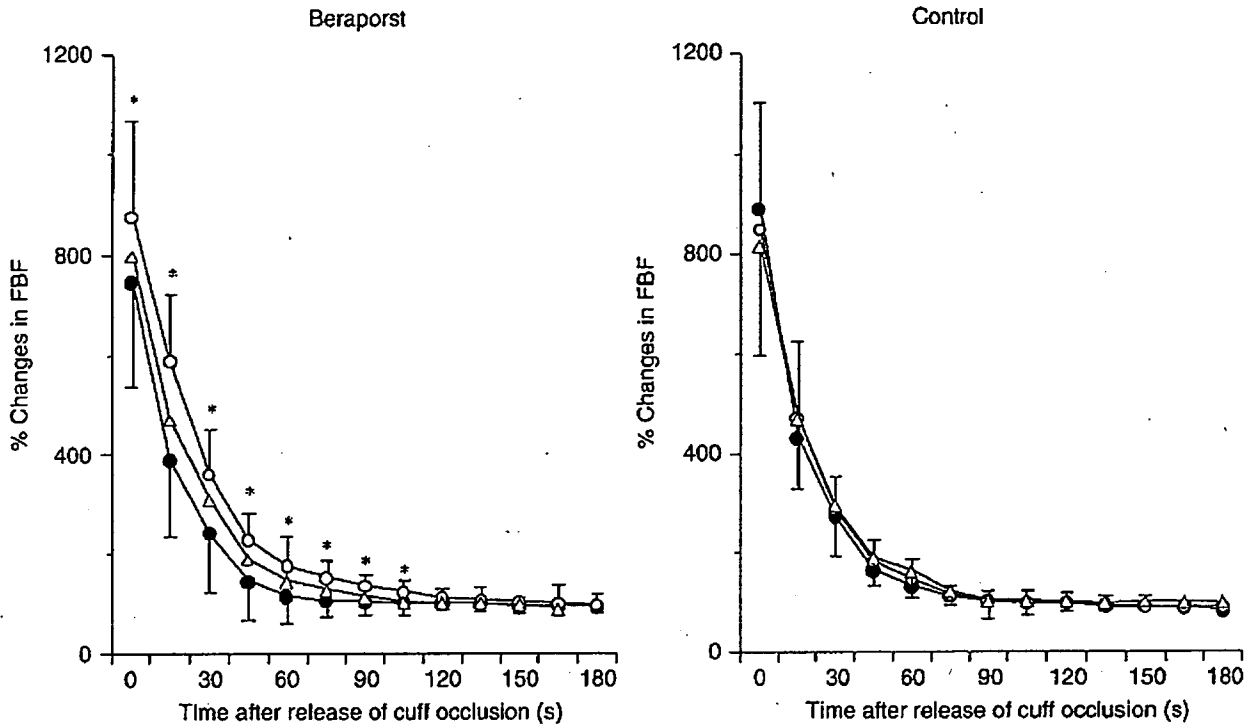 Beraporst
1200
800
400
0
% Changes in FBF
*
*
*
*
*
*
*
*
0 30 60 90 120 150 180
Time after release of cuff occlusion (s)
Control
1200
800
400
0
% Changes in FBF
0 30 60 90 120 150 180
Time after release of cuff occlusion (s)